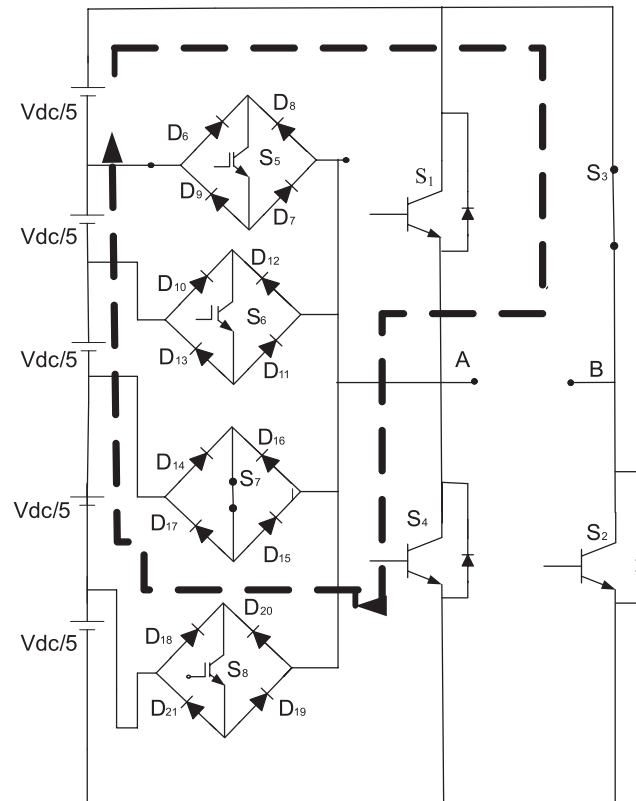 Vdc/5
D8
D6
S5
D9
D7
S1
S3
Vdc/5
D12
D10
S6
D13
D11
Vdc/5
A
B
D16
D14
S7
D17
D15
Vdc/5
S4
S2
D20
D18
Vdc/5
S8
D21
D19